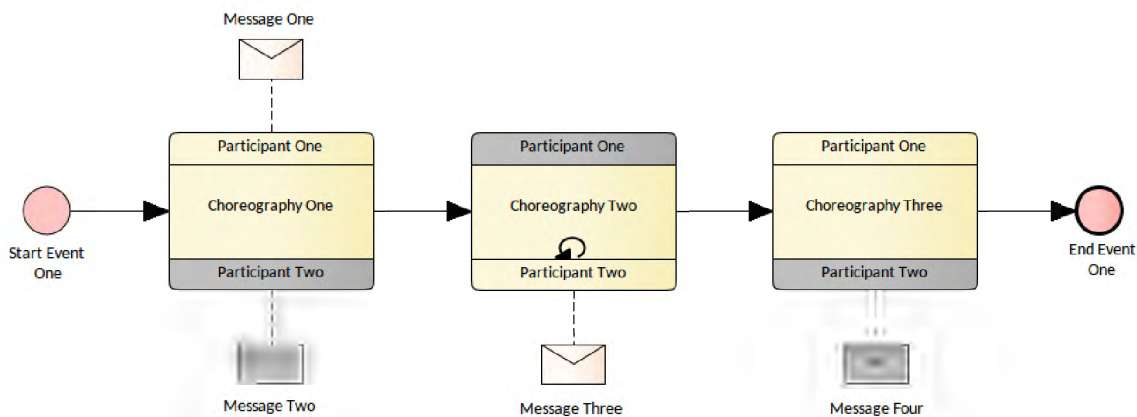 Message One
Participant One
Participant One
Participant One
Choreography One
Choreography Two
Choreography Three
Start Event
One
End Event
One
Participant Two
Participant Two
Participant Two
Message Two
Message Three
Message Four